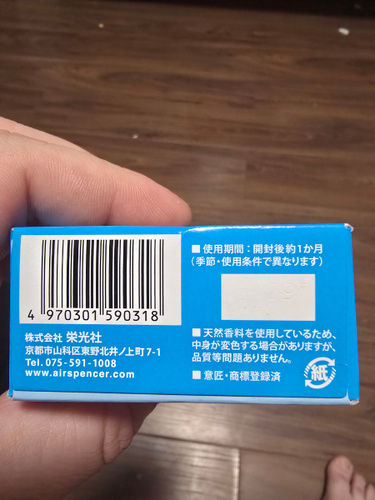 4 970301 590318
株式会社 栄光社
京都市山科区東野北井ノ上町7-1
Tel. 075-591-1008
www.airspencer.com
■使用期間：開封後約1か月
（季節・使用条件で異なります）
■天然香料を使用しているため、
中身が変色する場合がありますが、
品質等問題ありません。
■意匠・商標登録済
紙